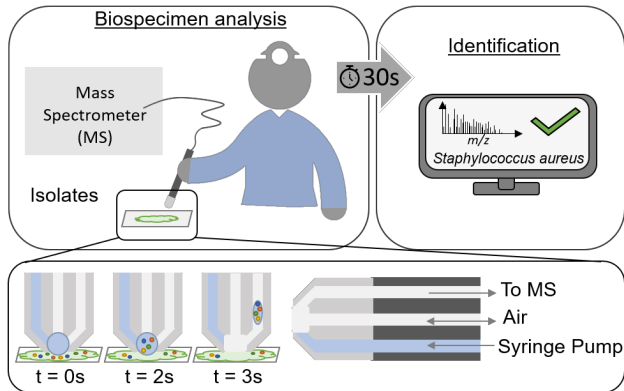 Biospecimen analysis
Mass
Spectrometer
(MS)
Isolates
30s
Identification
m/z
Staphylococcus aureus
t = 0s
t = 2s
t = 3s
To MS
Air
Syringe Pump